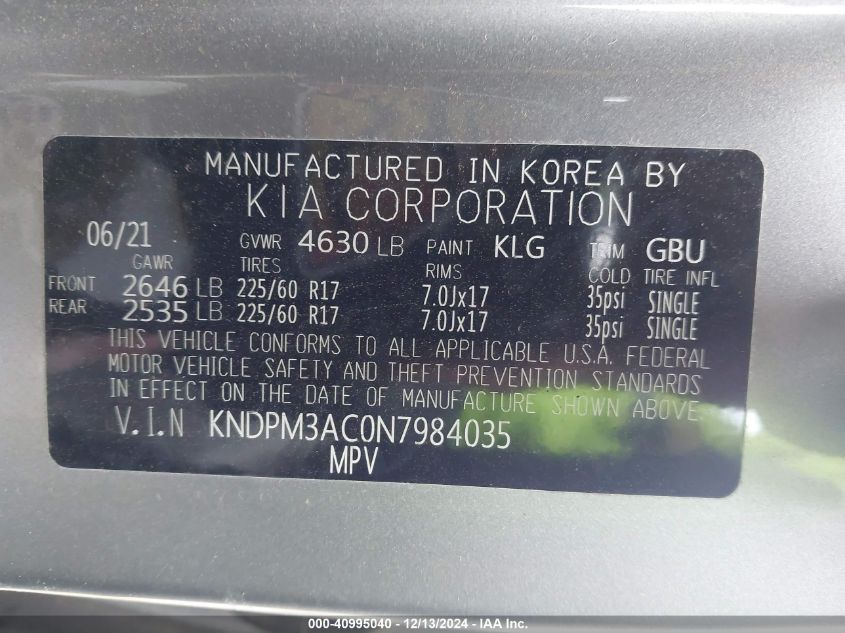 MANUFACTURED IN KOREA BY
KIA CORPORATION
06/21 GVWR 4630 LB PAINT KLG TRIM GBU
GAWR TIRES RIMS COLD TIRE INFL
FRONT 2646 LB 225/60 R17 7.0Jx17 35psi SINGLE
REAR 2535 LB 225/60 R17 7.0Jx17 35psi SINGLE
THIS VEHICLE CONFORMS TO ALL APPLICABLE U.S.A. FEDERAL
MOTOR VEHICLE SAFETY AND THEFT PREVENTION STANDARDS
IN EFFECT ON THE DATE OF MANUFACTURE SHOWN ABOVE.
V.I.N KNDPM3AC0N7984035
MPV
000-40995040 - 12/13/2024 - IAA Inc.